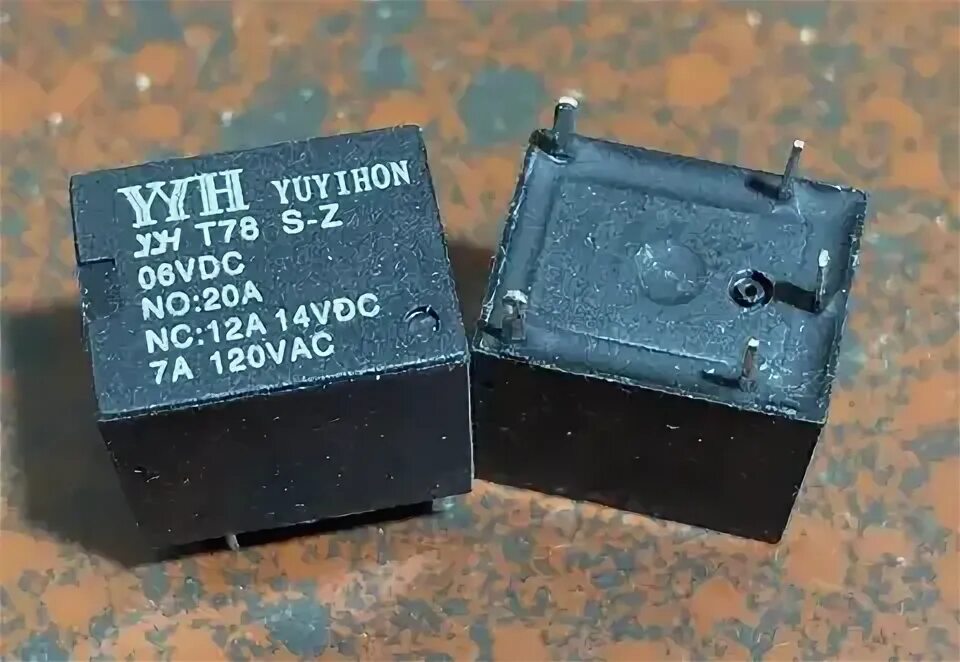 YYH YUYIHON
YYH T78 S-Z
06VDC
NO:20A
NC:12A 14VDC
7A 120VAC